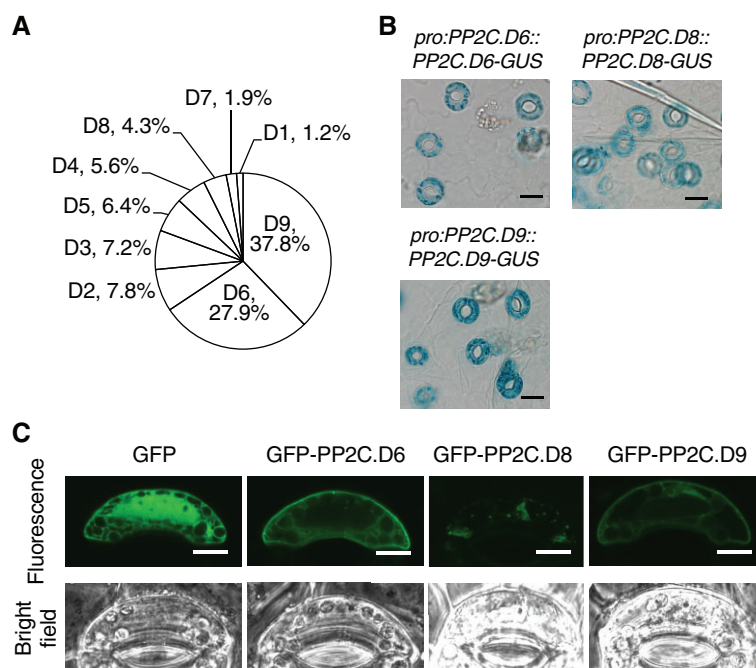 A
D7, 1.9%
D8, 4.3%
D1, 1.2%
D4, 5.6%
D5, 6.4%
D9,
37.8%
D3, 7.2%
D2, 7.8%
D6,
27.9%
B
pro:PP2C.D6::
PP2C.D6-GUS
pro:PP2C.D8::
PP2C.D8-GUS
pro:PP2C.D9::
PP2C.D9-GUS
C
GFP
GFP-PP2C.D6
GFP-PP2C.D8
GFP-PP2C.D9
Fluorescence
Bright
field